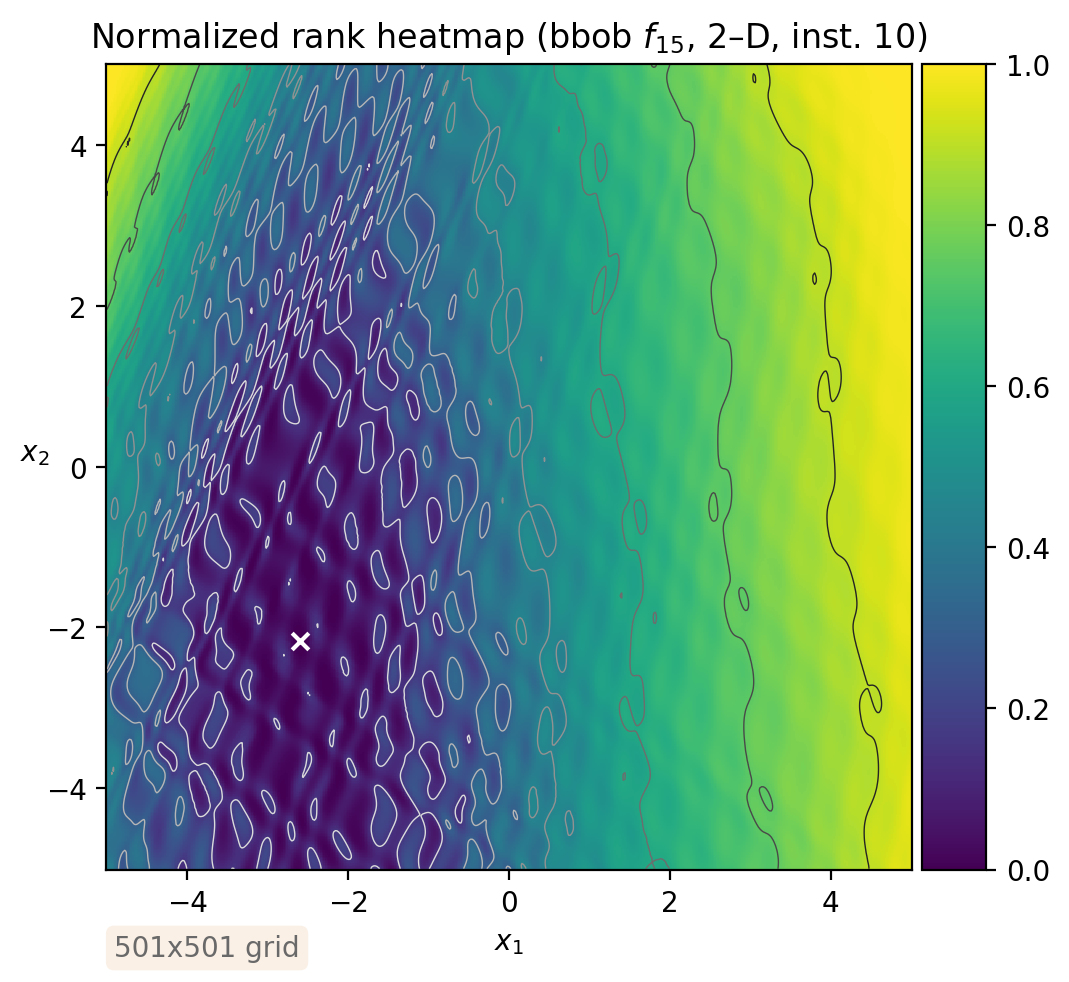 Normalized rank heatmap (bbob f₁₅, 2–D, inst. 10)
1.0
0.8
0.6
0.4
0.2
0.0
4
2
0
−2
−4
x₂
−4 −2 0 2 4
x₁
501x501 grid